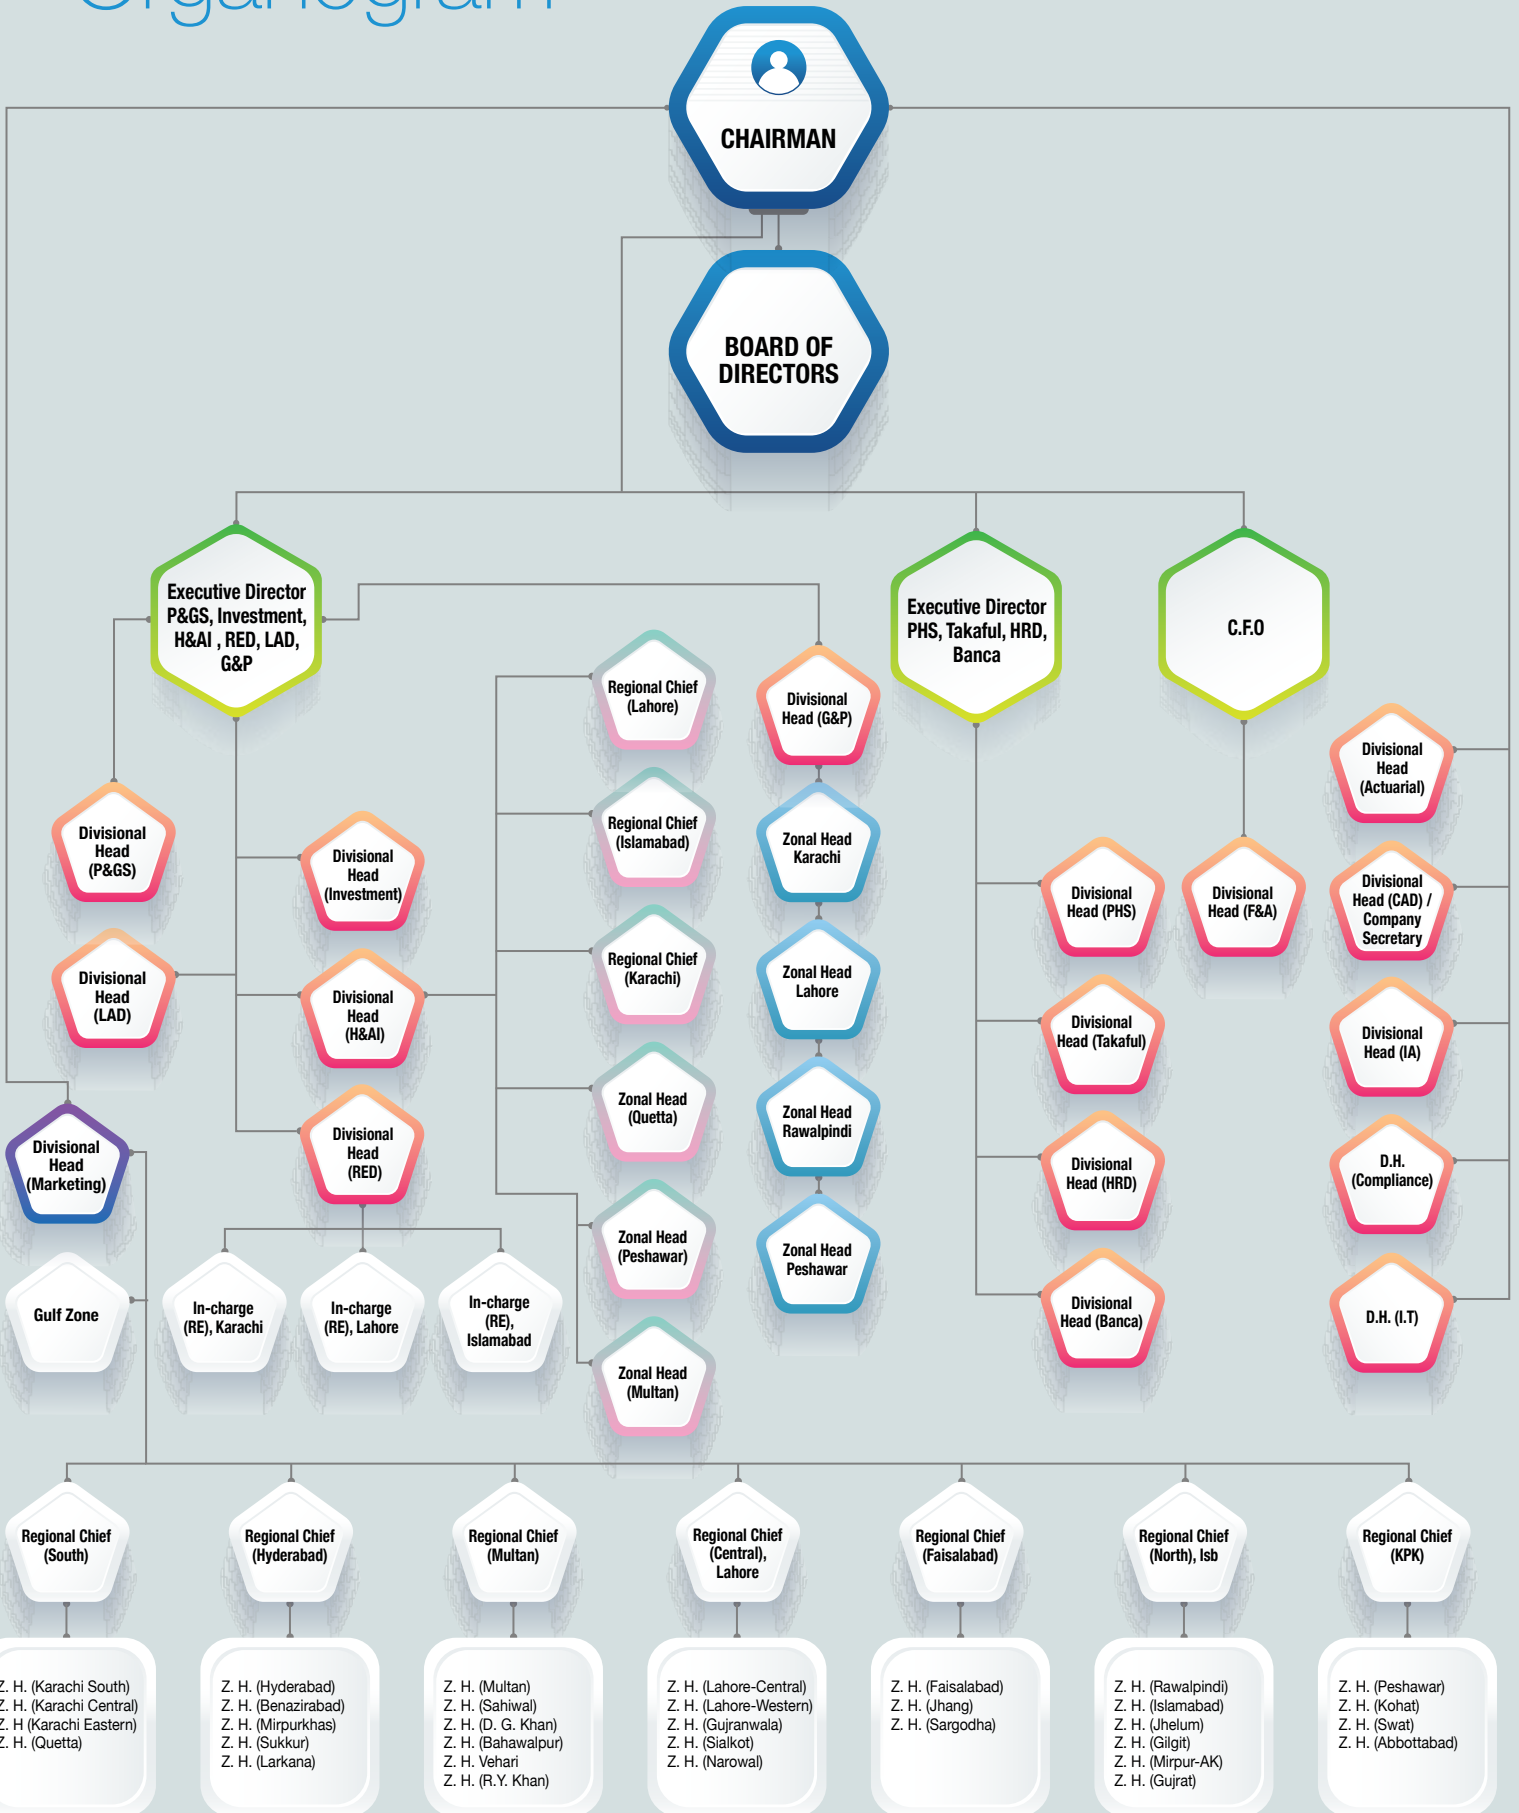 Organogram
CHAIRMAN
BOARD OF
DIRECTORS
Executive Director
P&GS, Investment,
H&AI , RED, LAD,
G&P
Executive Director
PHS, Takaful, HRD,
Banca
C.F.O
Divisional
Head
(P&GS)
Divisional
Head
(LAD)
Divisional
Head
(Investment)
Divisional
Head
(H&AI)
Divisional
Head
(RED)
Regional Chief
(Lahore)
Regional Chief
(Islamabad)
Regional Chief
(Karachi)
Zonal Head
(Quetta)
Zonal Head
(Peshawar)
Zonal Head
(Multan)
Divisional
Head (G&P)
Zonal Head
Karachi
Zonal Head
Lahore
Zonal Head
Rawalpindi
Zonal Head
Peshawar
Divisional
Head (PHS)
Divisional
Head (Takaful)
Divisional
Head (HRD)
Divisional
Head (Banca)
Divisional
Head (F&A)
Divisional
Head
(Actuarial)
Divisional
Head (CAD) /
Company
Secretary
Divisional
Head (IA)
D.H.
(Compliance)
D.H. (I.T)
Divisional
Head
(Marketing)
Gulf Zone
In-charge
(RE), Karachi
In-charge
(RE), Lahore
In-charge
(RE),
Islamabad
Regional Chief
(South)
Regional Chief
(Hyderabad)
Regional Chief
(Multan)
Regional Chief
(Central),
Lahore
Regional Chief
(Faisalabad)
Regional Chief
(North), Isb
Regional Chief
(KPK)
Z. H. (Karachi South)
Z. H. (Karachi Central)
Z. H (Karachi Eastern)
Z. H. (Quetta)
Z. H. (Hyderabad)
Z. H. (Benazirabad)
Z. H. (Mirpurkhas)
Z. H. (Sukkur)
Z. H. (Larkana)
Z. H. (Multan)
Z. H. (Sahiwal)
Z. H. (D. G. Khan)
Z. H. (Bahawalpur)
Z. H. Vehari
Z. H. (R.Y. Khan)
Z. H. (Lahore-Central)
Z. H. (Lahore-Western)
Z. H. (Gujranwala)
Z. H. (Sialkot)
Z. H. (Narowal)
Z. H. (Faisalabad)
Z. H. (Jhang)
Z. H. (Sargodha)
Z. H. (Rawalpindi)
Z. H. (Islamabad)
Z. H. (Jhelum)
Z. H. (Gilgit)
Z. H. (Mirpur-AK)
Z. H. (Gujrat)
Z. H. (Peshawar)
Z. H. (Kohat)
Z. H. (Swat)
Z. H. (Abbottabad)